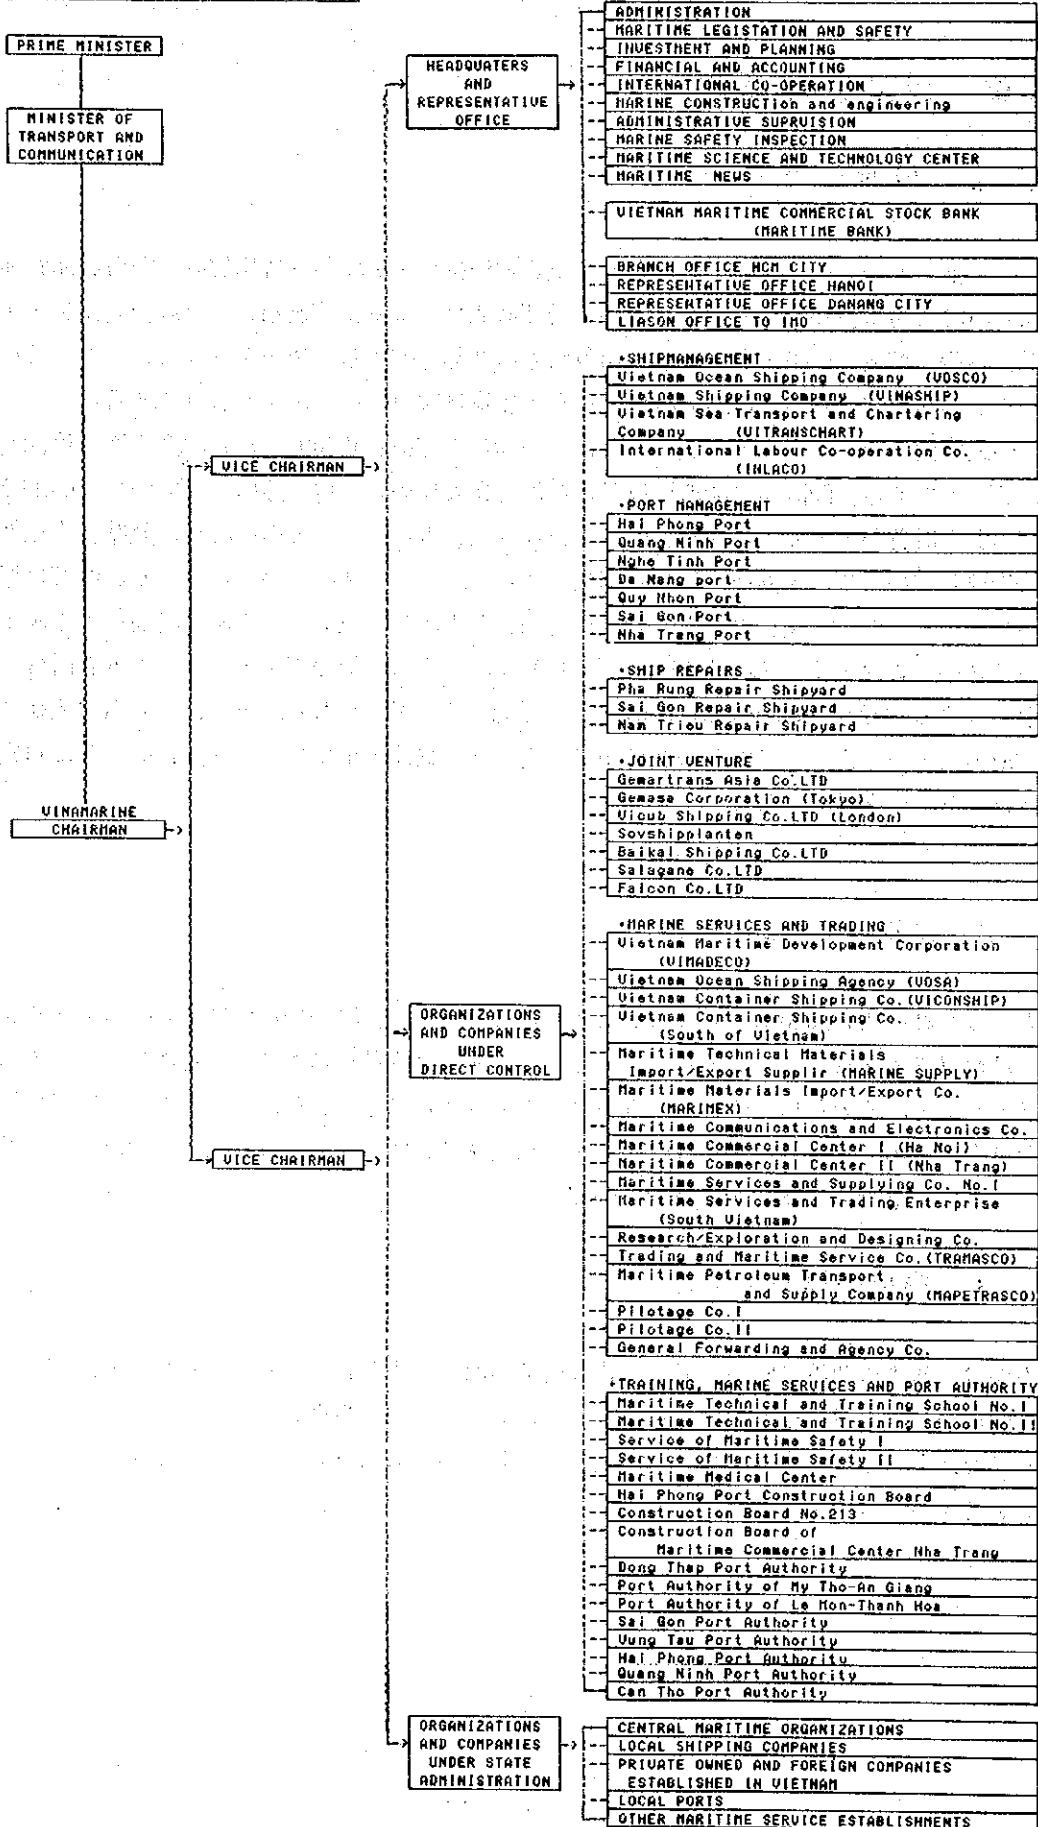 PRIME MINISTER
MINISTER OF
TRANSPORT AND
COMMUNICATION
VINAMARINE
CHAIRMAN
VICE CHAIRMAN
VICE CHAIRMAN
HEADQUATERS
AND
REPRESENTATIVE
OFFICE
ADMINISTRATION
MARITIME LEGISTATION AND SAFETY
INVESTMENT AND PLANNING
FINANCIAL AND ACCOUNTING
INTERNATIONAL CO-OPERATION
MARINE CONSTRUCTION and engineering
ADMINISTRATIVE SUPRVISION
MARINE SAFETY INSPECTION
MARITIME SCIENCE AND TECHNOLOGY CENTER
MARITIME NEWS
VIETNAM MARITIME COMMERCIAL STOCK BANK
(MARITIME BANK)
BRANCH OFFICE HCM CITY
REPRESENTATIVE OFFICE HANOI
REPRESENTATIVE OFFICE DANANG CITY
LIASON OFFICE TO IMO
ORGANIZATIONS
AND COMPANIES
UNDER
DIRECT CONTROL
•SHIPMANAGEMENT
Vietnam Ocean Shipping Company (VOSCO)
Vietnam Shipping Company (VINASHIP)
Vietnam Sea Transport and Chartering
Company (VITRANSCHART)
International Labour Co-operation Co.
(INLACO)
•PORT MANAGEMENT
Hai Phong Port
Quang Ninh Port
Nghe Tinh Port
Da Nang port
Quy Nhon Port
Sai Gon Port
Nha Trang Port
•SHIP REPAIRS
Pha Rung Repair Shipyard
Sai Gon Repair Shipyard
Nam Trieu Repair Shipyard
•JOINT VENTURE
Gemartrans Asia Co.LTD
Gemasa Corporation (Tokyo)
Vicub Shipping Co.LTD (London)
Sovshipplanten
Baikal Shipping Co.LTD
Salagane Co.LTD
Falcon Co.LTD
•MARINE SERVICES AND TRADING
Vietnam Maritime Development Corporation
(VIMADECO)
Vietnam Ocean Shipping Agency (VOSA)
Vietnam Container Shipping Co.(VICONSHIP)
Vietnam Container Shipping Co.
(South of Vietnam)
Maritime Technical Materials
Import/Export Supplir (MARINE SUPPLY)
Maritime Materials Import/Export Co.
(MARIMEX)
Maritime Communications and Electronics Co.
Maritime Commercial Center I (Ha Noi)
Maritime Commercial Center II (Nha Trang)
Maritime Services and Supplying Co. No.I
Maritime Services and Trading Enterprise
(South Vietnam)
Research/Exploration and Designing Co.
Trading and Maritime Service Co.(TRAMASCO)
Maritime Petroleum Transport
and Supply Company (MAPETRASCO)
Pilotage Co.I
Pilotage Co.II
General Forwarding and Agency Co.
•TRAINING, MARINE SERVICES AND PORT AUTHORITY
Maritime Technical and Training School No.I
Maritime Technical and Training School No.II
Service of Maritime Safety I
Service of Maritime Safety II
Maritime Medical Center
Hai Phong Port Construction Board
Construction Board No.213
Construction Board of
Maritime Commercial Center Nha Trang
Dong Thap Port Authority
Port Authority of My Tho-An Giang
Port Authority of Le Mon-Thanh Hoa
Sai Gon Port Authority
Vung Tau Port Authority
Hai Phong Port Authority
Quang Ninh Port Authority
Can Tho Port Authority
ORGANIZATIONS
AND COMPANIES
UNDER STATE
ADMINISTRATION
CENTRAL MARITIME ORGANIZATIONS
LOCAL SHIPPING COMPANIES
PRIVATE OWNED AND FOREIGN COMPANIES
ESTABLISHED IN VIETNAM
LOCAL PORTS
OTHER MARITIME SERVICE ESTABLISHMENTS